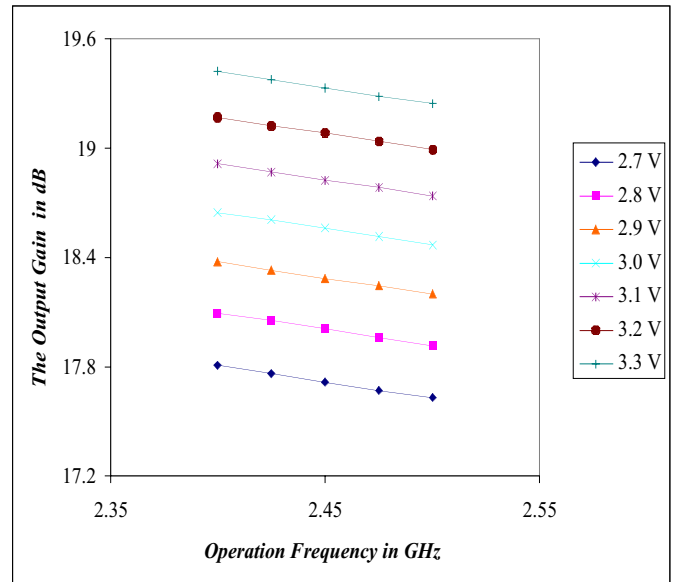 19.6
19
18.4
17.8
17.2
The Output Gain in dB
2.35
2.45
2.55
Operation Frequency in GHz
2.7 V
2.8 V
2.9 V
3.0 V
3.1 V
3.2 V
3.3 V